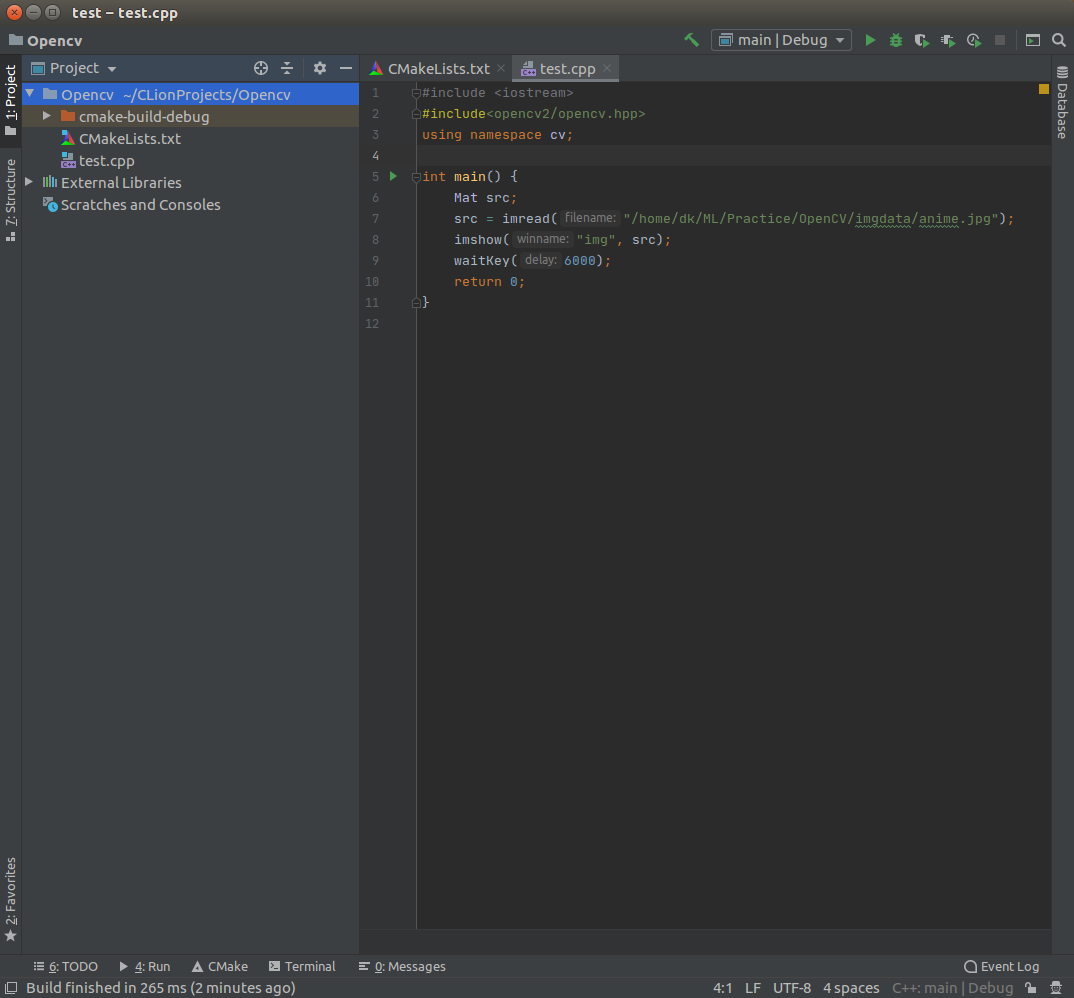 test – test.cpp
Opencv
main | Debug
1: Project
7: Structure
2: Favorites
Project
Opencv ~/CLionProjects/Opencv
cmake-build-debug
CMakeLists.txt
test.cpp
External Libraries
Scratches and Consoles
CMakeLists.txt
test.cpp
1 #include <iostream>
2 #include<opencv2/opencv.hpp>
3 using namespace cv;
4
5 int main() {
6 Mat src;
7 src = imread( filename: "/home/dk/ML/Practice/OpenCV/imgdata/anime.jpg");
8 imshow( winname: "img", src);
9 waitKey( delay: 6000);
10 return 0;
11 }
12
Database
6: TODO 4: Run CMake Terminal 0: Messages Event Log
Build finished in 265 ms (2 minutes ago) 4:1 LF UTF-8 4 spaces C++: main | Debug